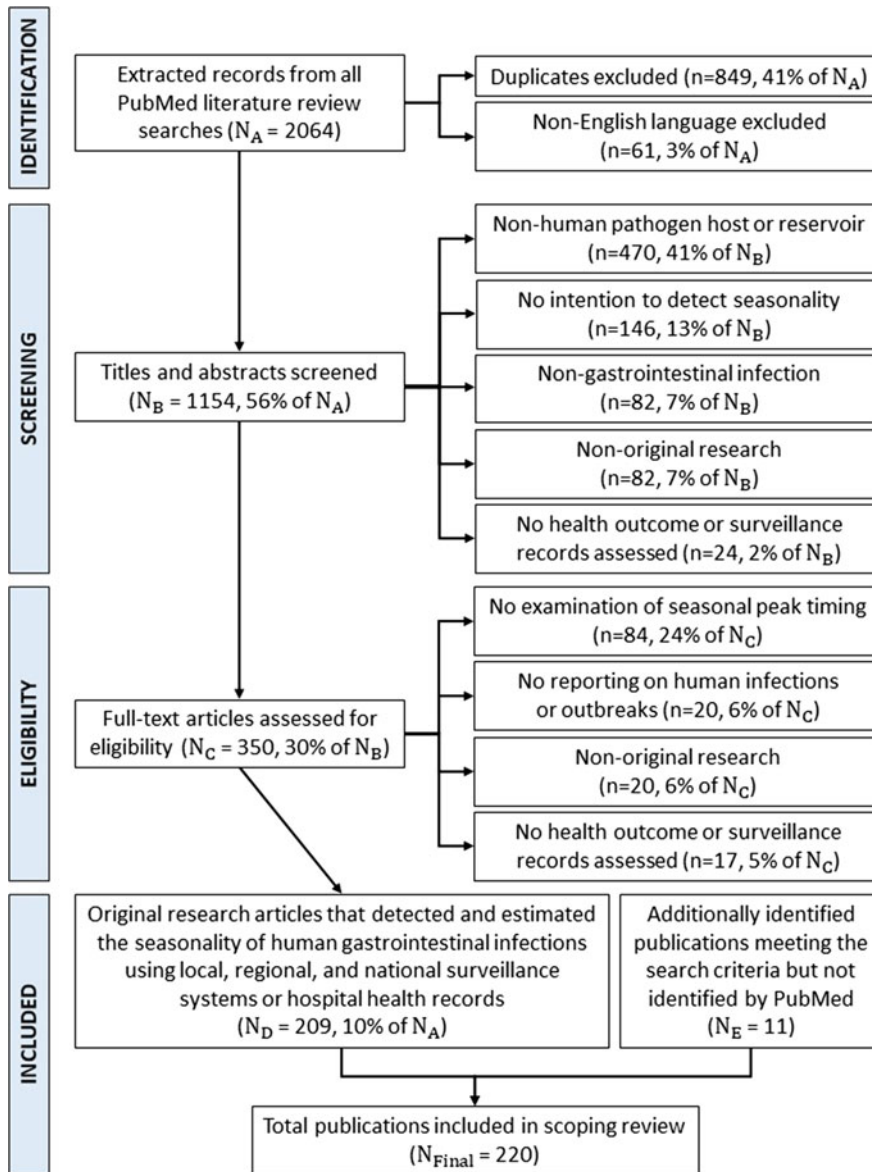 IDENTIFICATION
Extracted records from all
PubMed literature review
searches (N_A = 2064)
Duplicates excluded (n=849, 41% of N_A)
Non-English language excluded
(n=61, 3% of N_A)
SCREENING
Titles and abstracts screened
(N_B = 1154, 56% of N_A)
Non-human pathogen host or reservoir
(n=470, 41% of N_B)
No intention to detect seasonality
(n=146, 13% of N_B)
Non-gastrointestinal infection
(n=82, 7% of N_B)
Non-original research
(n=82, 7% of N_B)
No health outcome or surveillance
records assessed (n=24, 2% of N_B)
ELIGIBILITY
Full-text articles assessed for
eligibility (N_C = 350, 30% of N_B)
No examination of seasonal peak timing
(n=84, 24% of N_C)
No reporting on human infections
or outbreaks (n=20, 6% of N_C)
Non-original research
(n=20, 6% of N_C)
No health outcome or surveillance
records assessed (n=17, 5% of N_C)
INCLUDED
Original research articles that detected and estimated
the seasonality of human gastrointestinal infections
using local, regional, and national surveillance
systems or hospital health records
(N_D = 209, 10% of N_A)
Additionally identified
publications meeting the
search criteria but not
identified by PubMed
(N_E = 11)
Total publications included in scoping review
(N_Final = 220)